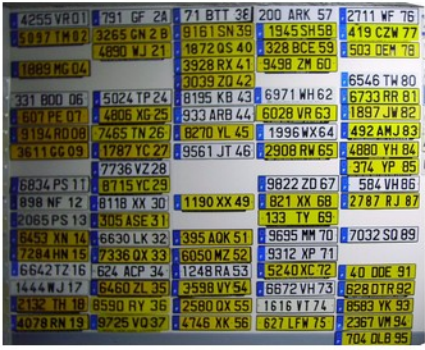 4255 VR 01
791 GF 2A
71 BTT 38
200 ARK 57
2711 WF 76
5097 TM 02
3265 GN 2B
9161 SN 39
1945 SH 58
419 CZW 77
4890 WJ 21
1872 QS 40
328 BCE 59
503 QEM 78
1889 MG 04
3928 RX 41
9498 ZM 60
3039 ZQ 42
6546 TW 80
331 BDD 06
5024 TP 24
8195 KB 43
6971 WH 62
6733 RR 81
607 PE 07
4806 XG 25
933 ARB 44
6028 VR 63
1897 JW 82
9194 RD 08
7465 TN 26
8270 YL 45
1996 WX 64
492 AMJ 83
3611 GG 09
1787 YC 27
9561 JT 46
2908 RW 65
4880 YH 84
7736 VZ 28
374 YP 85
6834 PS 11
8715 YC 29
9822 ZD 67
584 VH 86
898 NF 12
8118 XX 30
1190 XX 49
821 XX 68
2787 RJ 87
2065 PS 13
305 ASE 31
133 TY 69
6453 XN 14
6630 LK 32
395 AQK 51
9695 MM 70
7032 SQ 89
7284 HN 15
7336 QX 33
6050 MZ 52
9312 XP 71
6642 TZ 16
624 ACP 34
1248 RA 53
5240 XC 72
40 DDE 91
1444 WJ 17
6460 ZL 35
3598 VY 54
6672 VH 73
628 DTR 92
2132 TH 18
8590 RY 36
2580 QX 55
1616 VT 74
8583 YK 93
4078 RN 19
9725 VQ 37
4746 XK 56
627 LFW 75
2367 VM 94
704 DLB 95